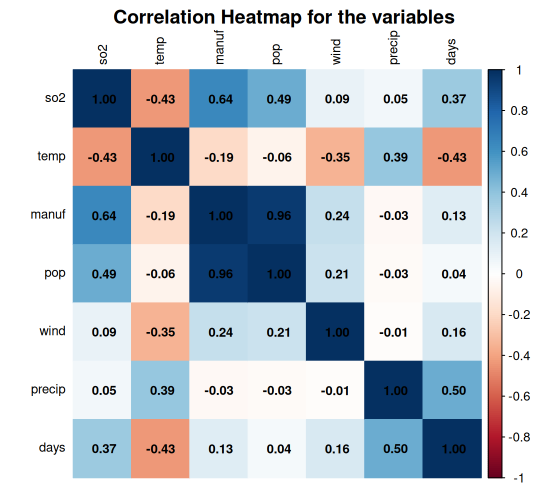 Correlation Heatmap for the variables
so2 temp manuf pop wind precip days
so2 1.00 -0.43 0.64 0.49 0.09 0.05 0.37
temp -0.43 1.00 -0.19 -0.06 -0.35 0.39 -0.43
manuf 0.64 -0.19 1.00 0.96 0.24 -0.03 0.13
pop 0.49 -0.06 0.96 1.00 0.21 -0.03 0.04
wind 0.09 -0.35 0.24 0.21 1.00 -0.01 0.16
precip 0.05 0.39 -0.03 -0.03 -0.01 1.00 0.50
days 0.37 -0.43 0.13 0.04 0.16 0.50 1.00
1
0.8
0.6
0.4
0.2
0
-0.2
-0.4
-0.6
-0.8
-1